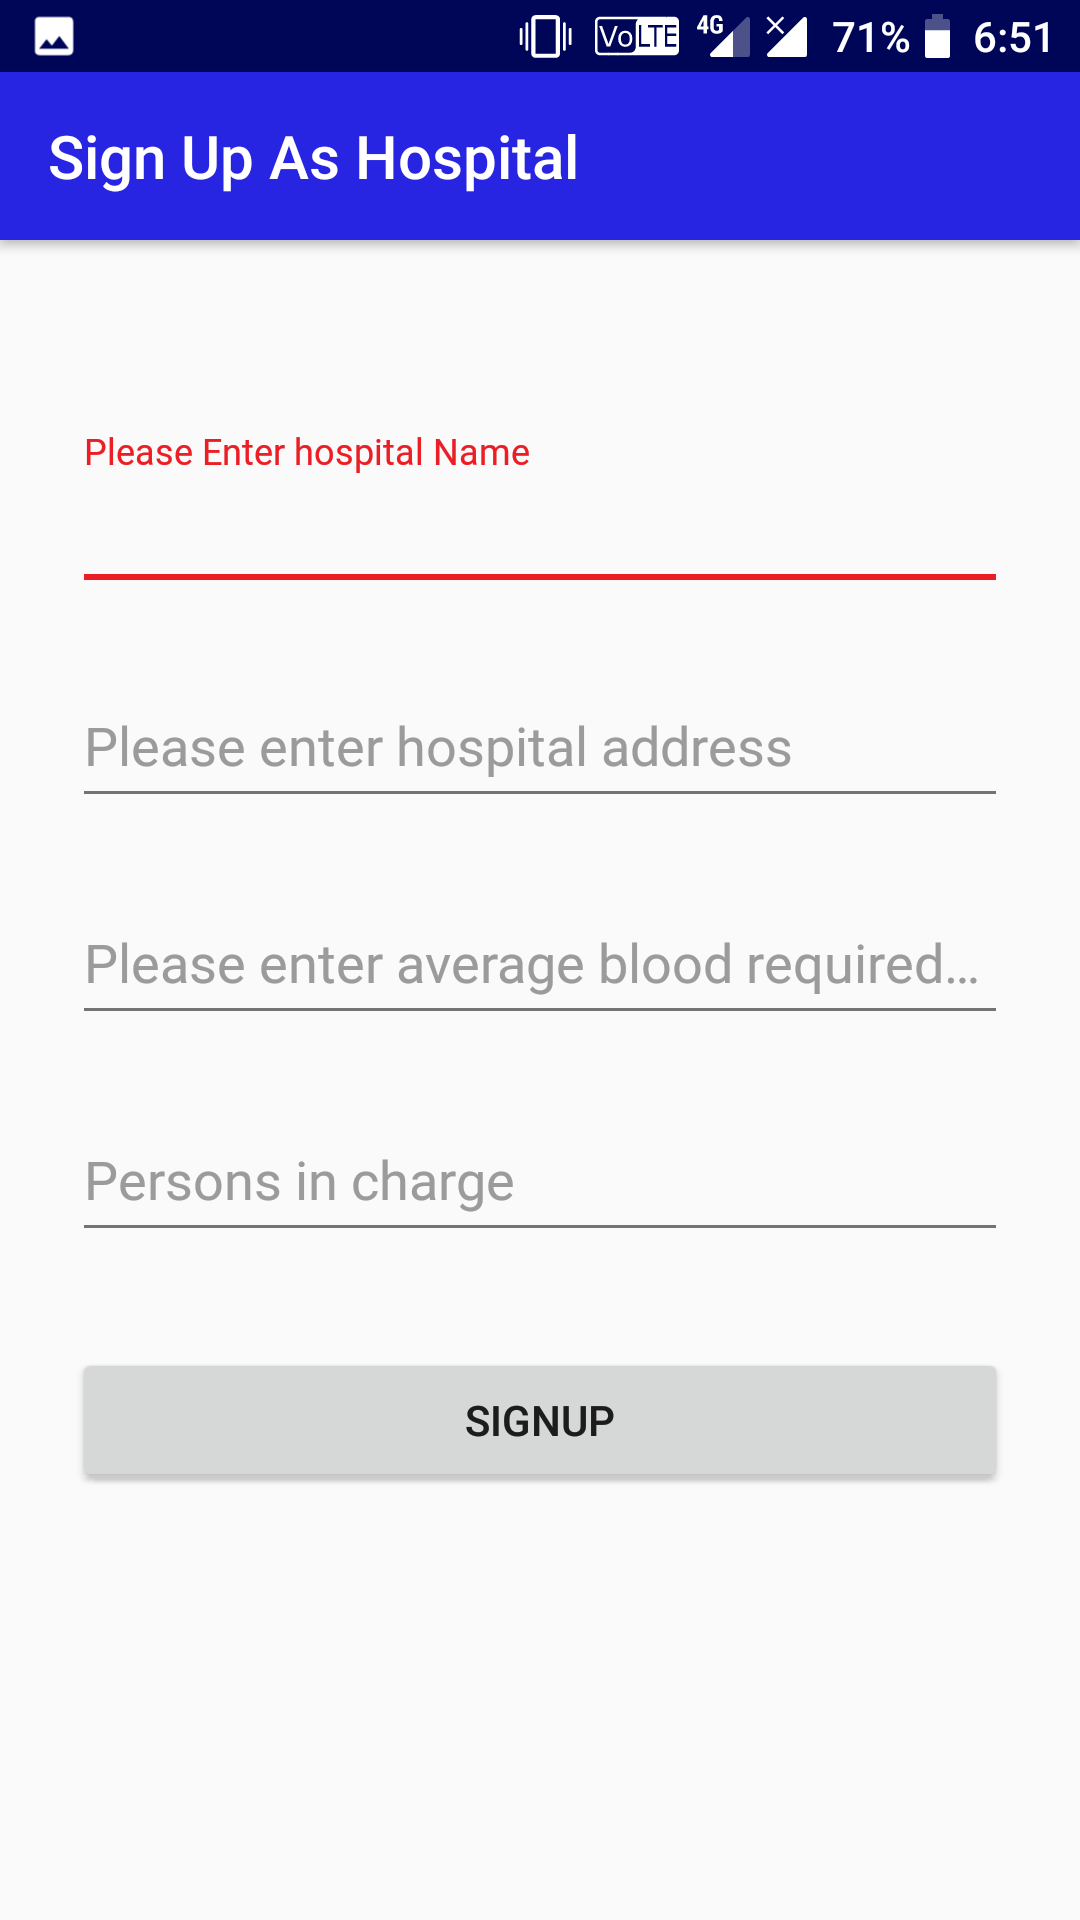 VoLTE 4G 71% 6:51
Sign Up As Hospital
Please Enter hospital Name
Please enter hospital address
Please enter average blood required...
Persons in charge
SIGNUP